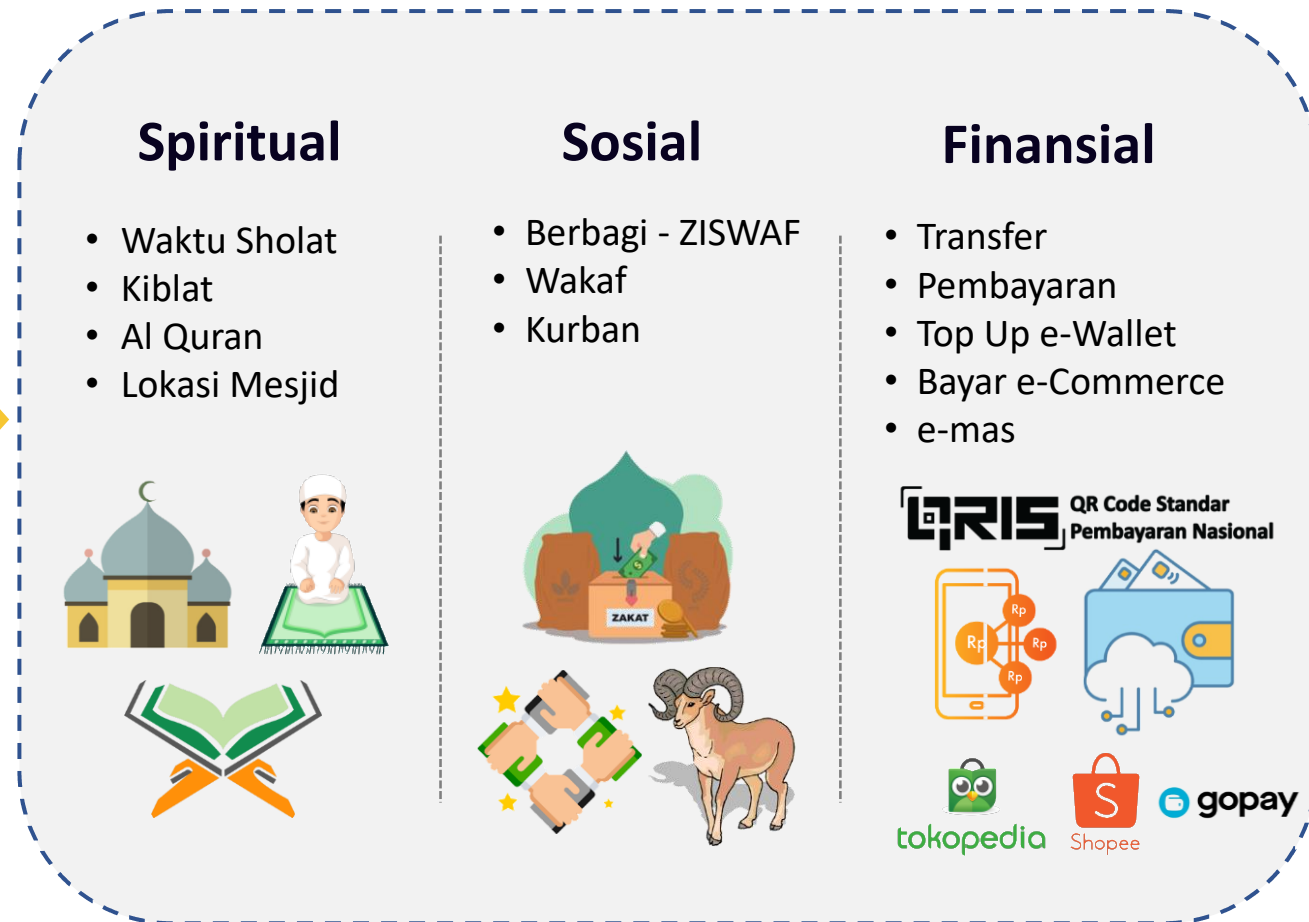 Spiritual
• Waktu Sholat
• Kiblat
• Al Quran
• Lokasi Mesjid
Sosial
• Berbagi - ZISWAF
• Wakaf
• Kurban
ZAKAT
Finansial
• Transfer
• Pembayaran
• Top Up e-Wallet
• Bayar e-Commerce
• e-mas
QRIS QR Code Standar
Pembayaran Nasional
Rp
Rp
Rp
Rp
tokopedia
S
Shopee
gopay